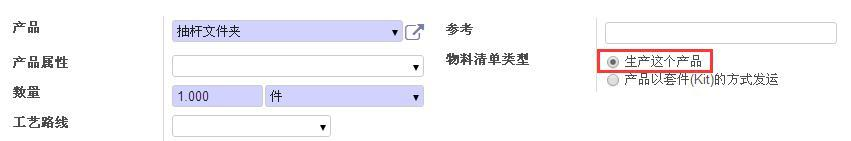 产品 抽杆文件夹
产品属性
数量 1.000 件
工艺路线
参考
物料清单类型 生产这个产品
产品以套件(Kit)的方式发运